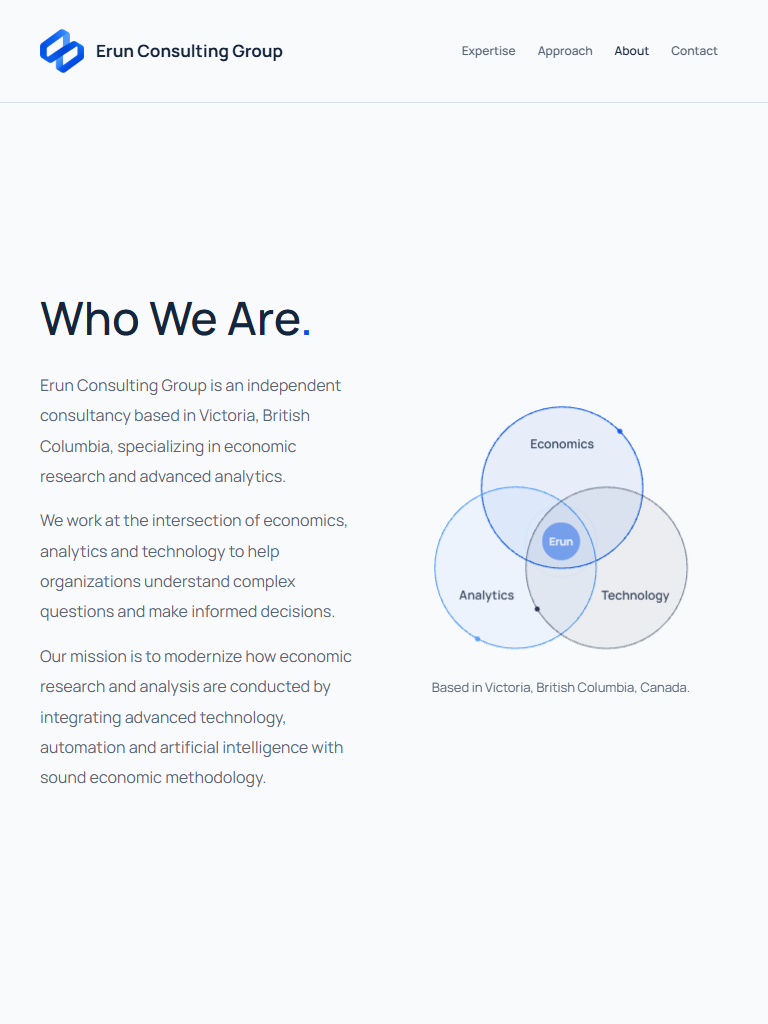 Erun Consulting Group
Expertise
Approach
About
Contact
Who We Are.
Erun Consulting Group is an independent
consultancy based in Victoria, British
Columbia, specializing in economic
research and advanced analytics.
We work at the intersection of economics,
analytics and technology to help
organizations understand complex
questions and make informed decisions.
Our mission is to modernize how economic
research and analysis are conducted by
integrating advanced technology,
automation and artificial intelligence with
sound economic methodology.
Economics
Erun
Analytics
Technology
Based in Victoria, British Columbia, Canada.